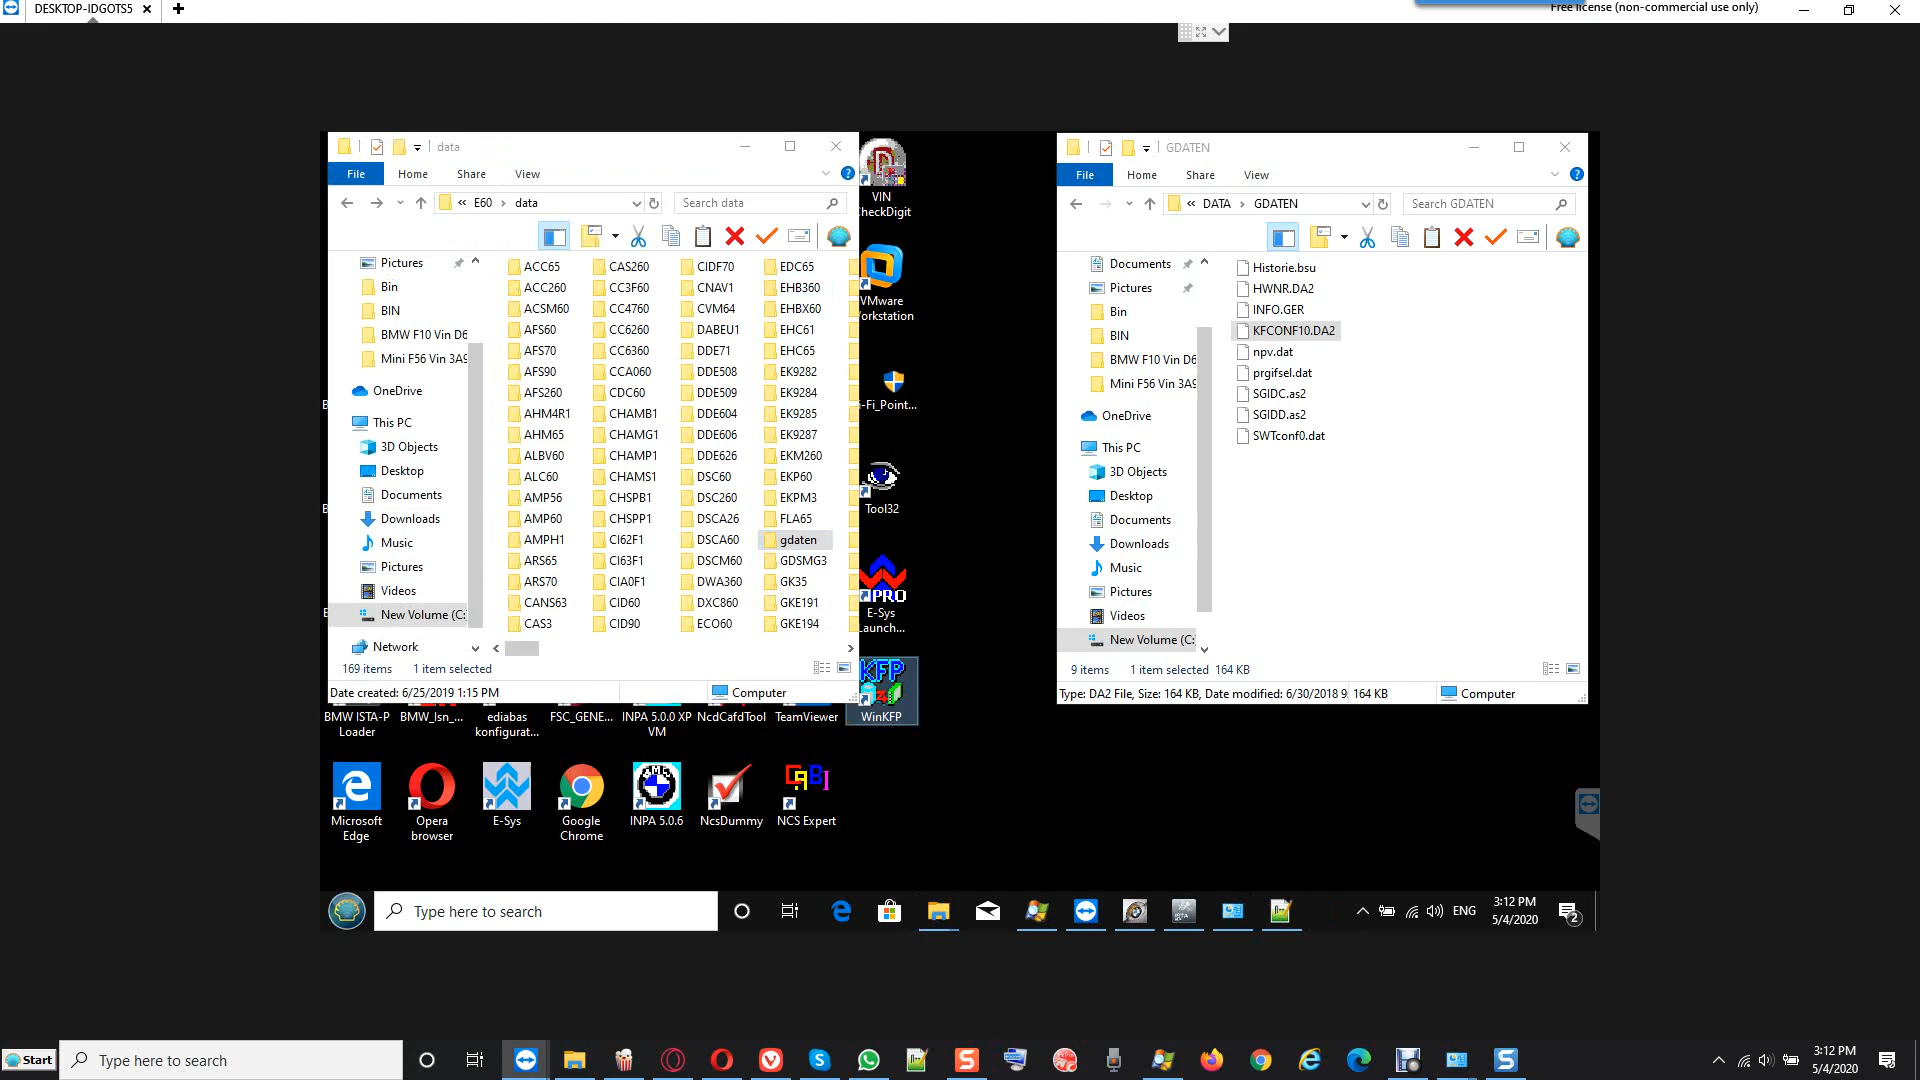 DESKTOP-IDGOTS5
Free license (non-commercial use only)
data
File Home Share View
« E60 › data
Search data
Pictures
Bin
BIN
BMW F10 Vin D6
Mini F56 Vin 3A9
OneDrive
This PC
3D Objects
Desktop
Documents
Downloads
Music
Pictures
Videos
New Volume (C:
Network
ACC65 CAS260 CIDF70 EDC65
ACC260 CC3F60 CNAV1 EHB360
ACSM60 CC4760 CVM64 EHBX60
AFS60 CC6260 DABEU1 EHC61
AFS70 CC6360 DDE71 EHC65
AFS90 CCA060 DDE508 EK9282
AFS260 CDC60 DDE509 EK9284
AHM4R1 CHAMB1 DDE604 EK9285
AHM65 CHAMG1 DDE606 EK9287
ALBV60 CHAMP1 DDE626 EKM260
ALC60 CHAMS1 DSC60 EKP60
AMP56 CHSPB1 DSC260 EKPM3
AMP60 CHSPP1 DSCA26 FLA65
AMPH1 CI62F1 DSCA60 gdaten
ARS65 CI63F1 DSCM60 GDSMG3
ARS70 CIA0F1 DWA360 GK35
CANS63 CID60 DXC860 GKE191
CAS3 CID90 ECO60 GKE194
169 items 1 item selected
Date created: 6/25/2019 1:15 PM
Computer
VIN
CheckDigit
VMware
Workstation
i-Fi_Point...
Tool32
PRO
E-Sys
Launch...
KFP
WinKFP
GDATEN
File Home Share View
« DATA › GDATEN
Search GDATEN
Documents
Pictures
Bin
BIN
BMW F10 Vin D6
Mini F56 Vin 3A9
OneDrive
This PC
3D Objects
Desktop
Documents
Downloads
Music
Pictures
Videos
New Volume (C:
Historie.bsu
HWNR.DA2
INFO.GER
KFCONF10.DA2
npv.dat
prgifsel.dat
SGIDC.as2
SGIDD.as2
SWTconf0.dat
9 items 1 item selected 164 KB
Type: DA2 File, Size: 164 KB, Date modified: 6/30/2018 9 164 KB
Computer
BMW ISTA-P
Loader
BMW_lsn_...
ediabas
konfigurat...
FSC_GENE...
INPA 5.0.0 XP
VM
NcdCafdTool
TeamViewer
Microsoft
Edge
Opera
browser
E-Sys
Google
Chrome
INPA 5.0.6
NcsDummy
NCS Expert
Type here to search
ENG
3:12 PM
5/4/2020
2
Start
Type here to search
3:12 PM
5/4/2020